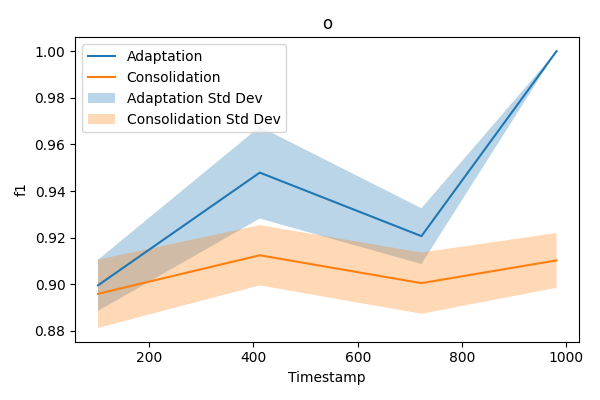 o
Adaptation
Consolidation
Adaptation Std Dev
Consolidation Std Dev
1.00
0.98
0.96
0.94
0.92
0.90
0.88
f1
200
400
600
800
1000
Timestamp